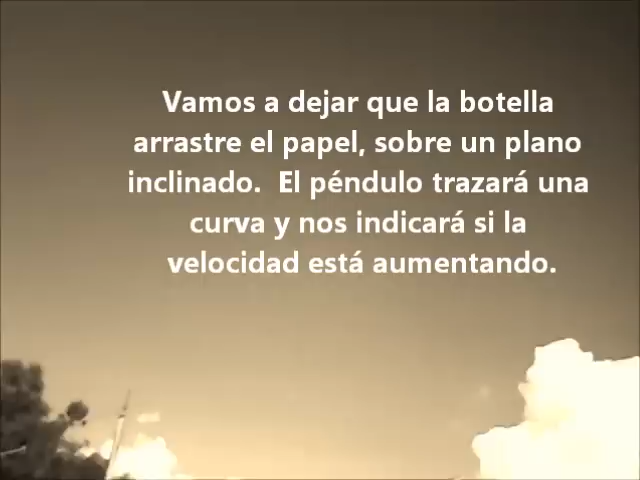 Vamos a dejar que la botella
arrastre el papel, sobre un plano
inclinado.  El péndulo trazará una
curva y nos indicará si la
velocidad está aumentando.